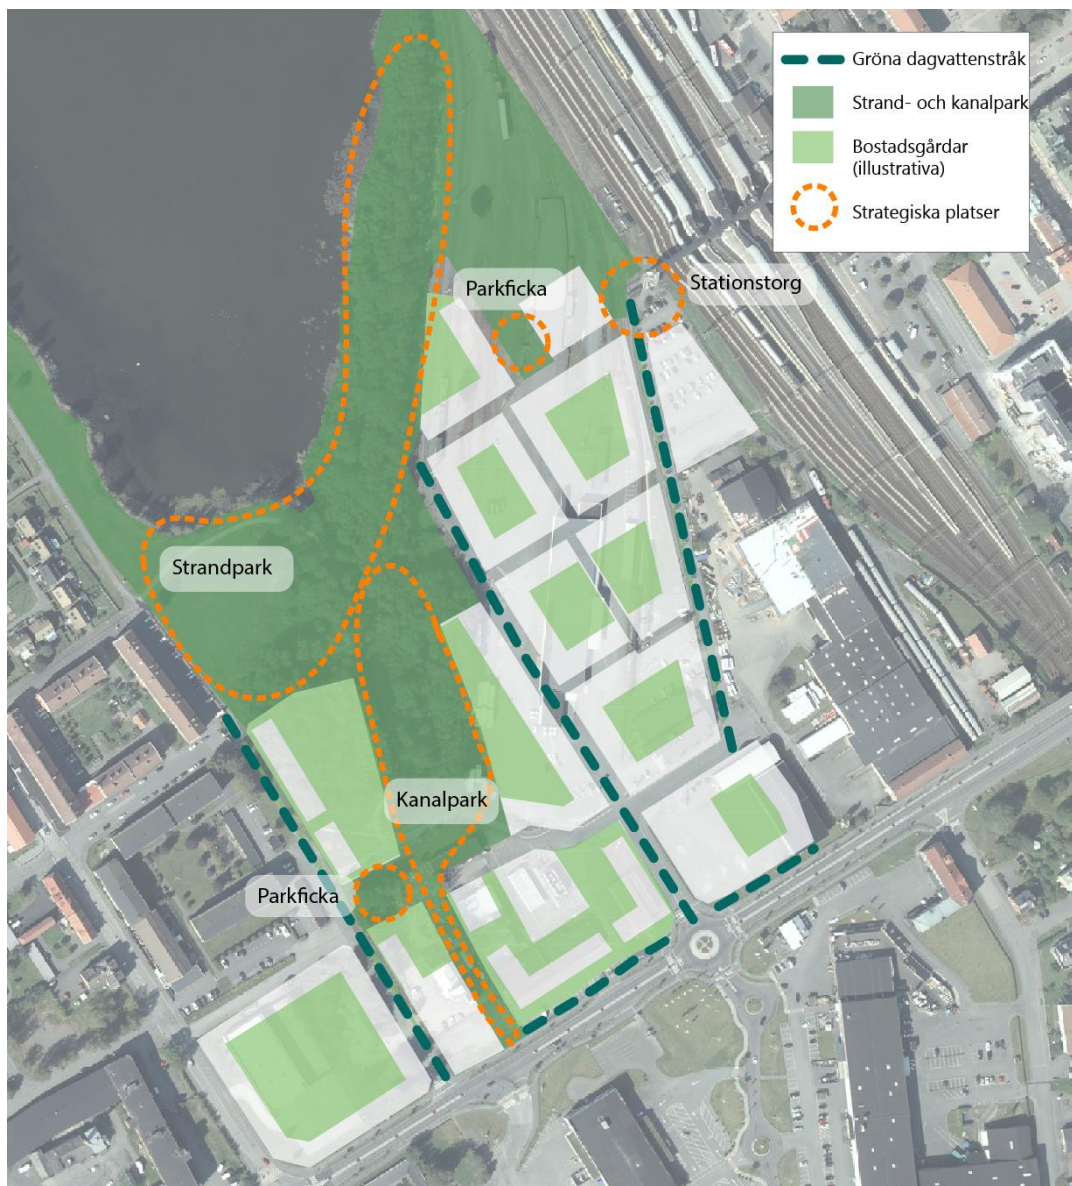 Gröna dagvattenstråk
Strand- och kanalpark
Bostadsgårdar
(illustrativa)
Strategiska platser
Parkficka
Stationstorg
Strandpark
Kanalpark
Parkficka